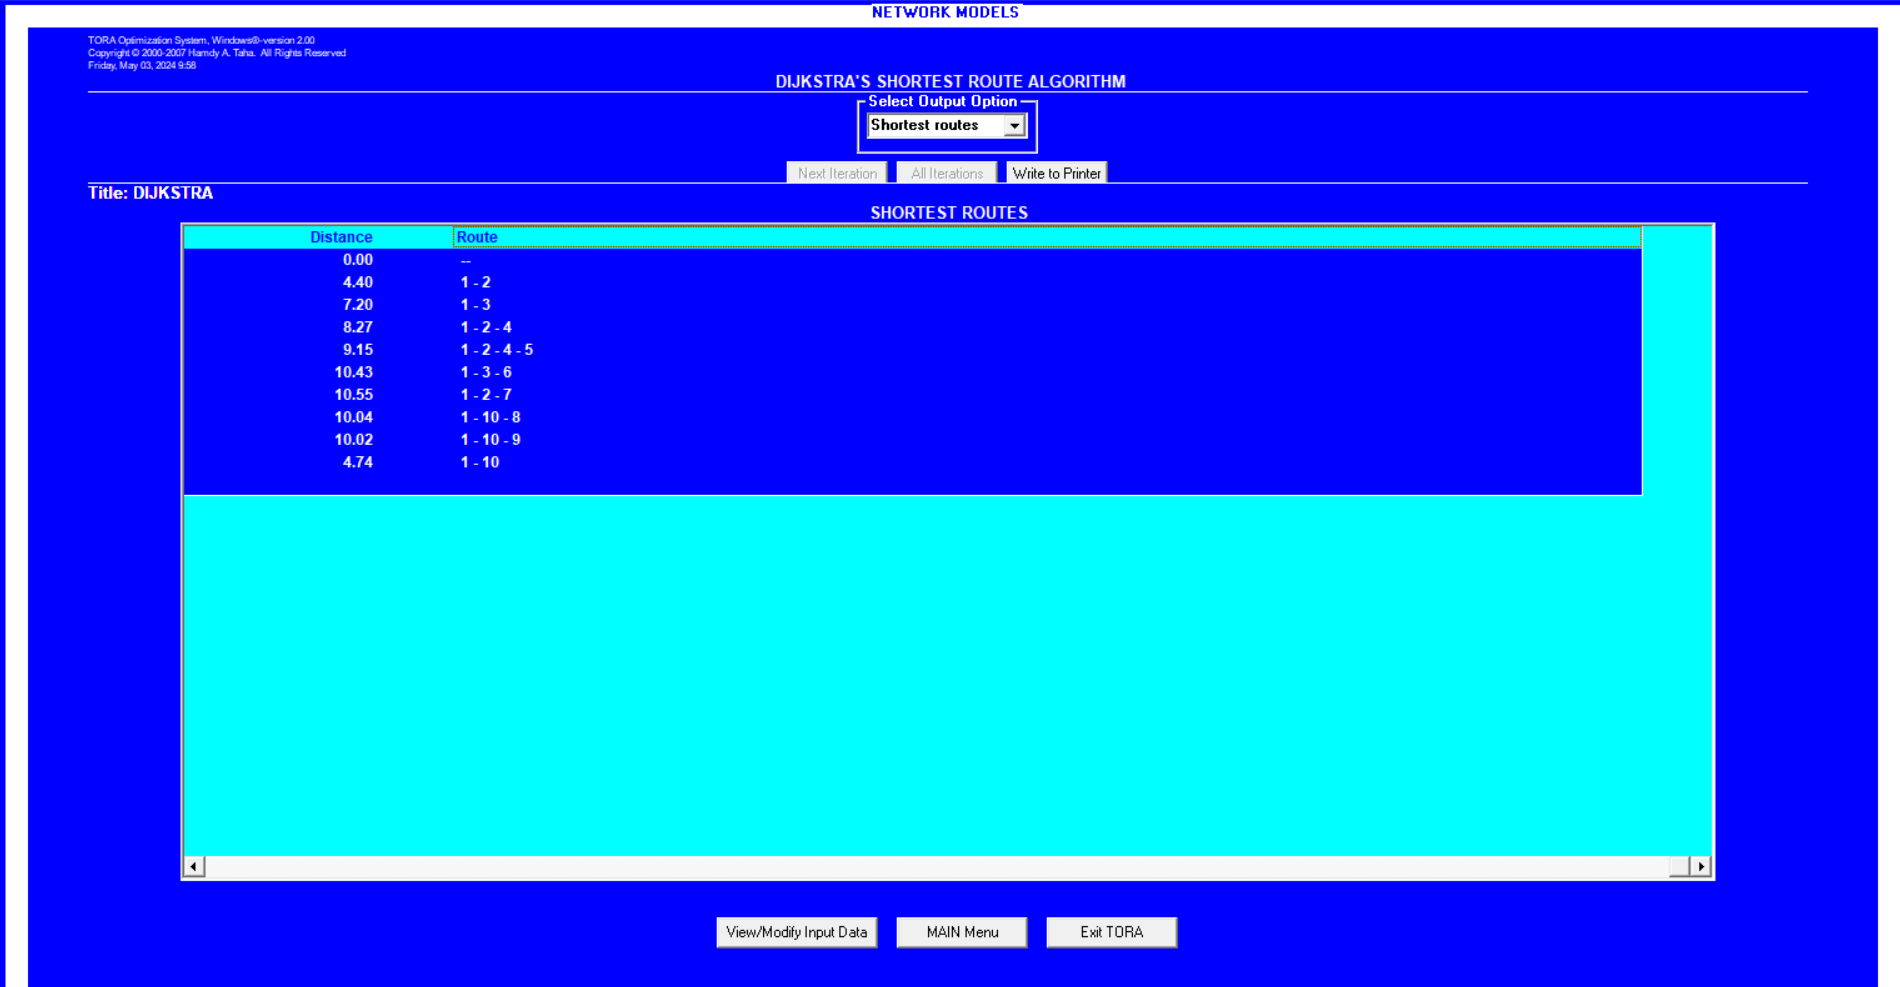 NETWORK MODELS
TORA Optimization System, Windows®-version 2.00
Copyright © 2000-2007 Hamdy A. Taha. All Rights Reserved
Friday, May 03, 2024 9:58
DIJKSTRA'S SHORTEST ROUTE ALGORITHM
Select Output Option
Shortest routes
Next Iteration All Iterations Write to Printer
Title: DIJKSTRA
SHORTEST ROUTES
Distance Route
0.00 --
4.40 1 - 2
7.20 1 - 3
8.27 1 - 2 - 4
9.15 1 - 2 - 4 - 5
10.43 1 - 3 - 6
10.55 1 - 2 - 7
10.04 1 - 10 - 8
10.02 1 - 10 - 9
4.74 1 - 10
View/Modify Input Data MAIN Menu Exit TORA